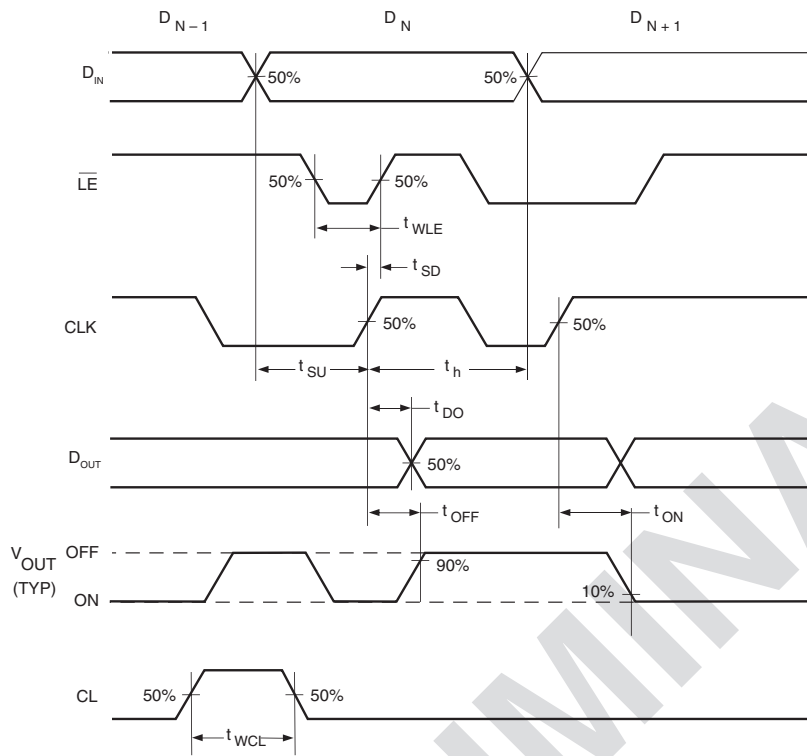 D N – 1 D N D N + 1
D IN 50% 50%
LE 50% 50%
t WLE
t SD
CLK 50% 50%
t SU t h
t DO
D OUT 50%
t OFF t ON
V OUT (TYP) OFF 90%
ON 10%
CL 50% 50%
t WCL
MINA